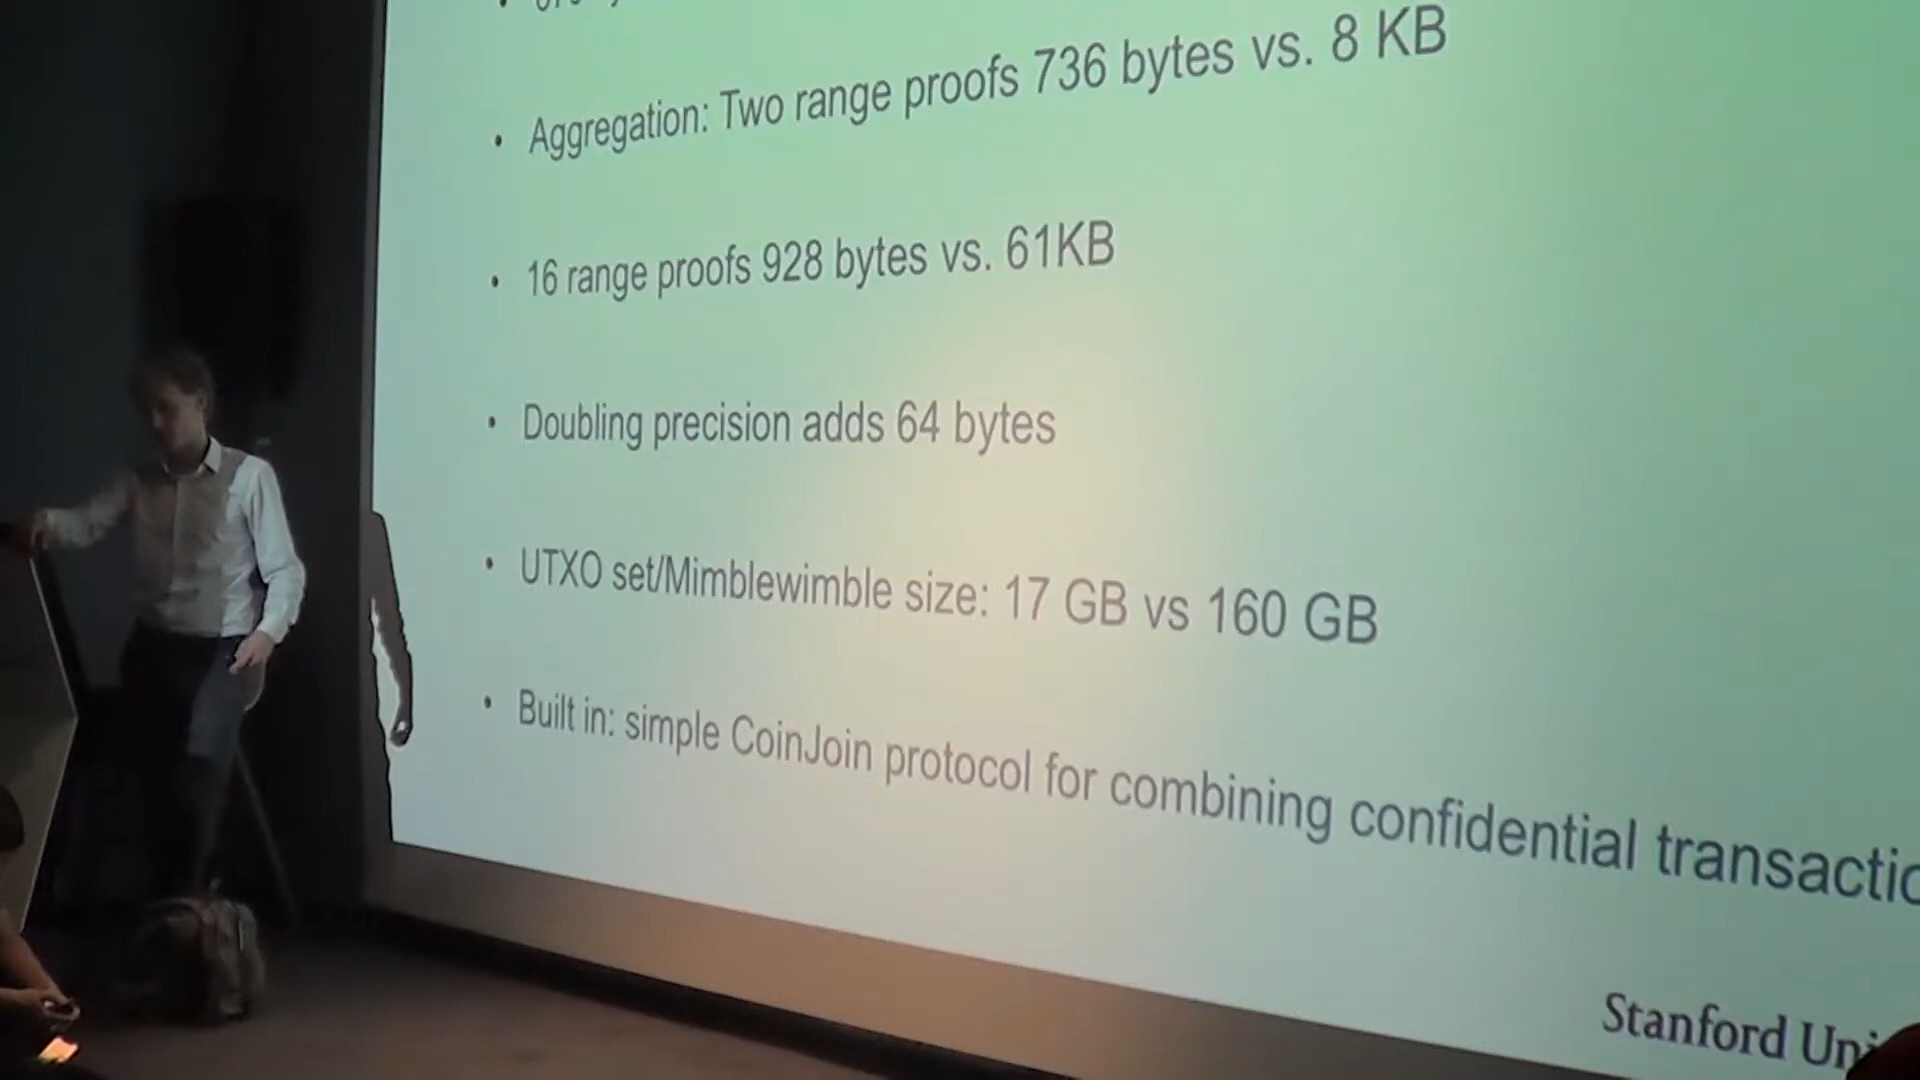 • Aggregation: Two range proofs 736 bytes vs. 8 KB
• 16 range proofs 928 bytes vs. 61KB
• Doubling precision adds 64 bytes
• UTXO set/Mimblewimble size: 17 GB vs 160 GB
• Built in: simple CoinJoin protocol for combining confidential
Stanford